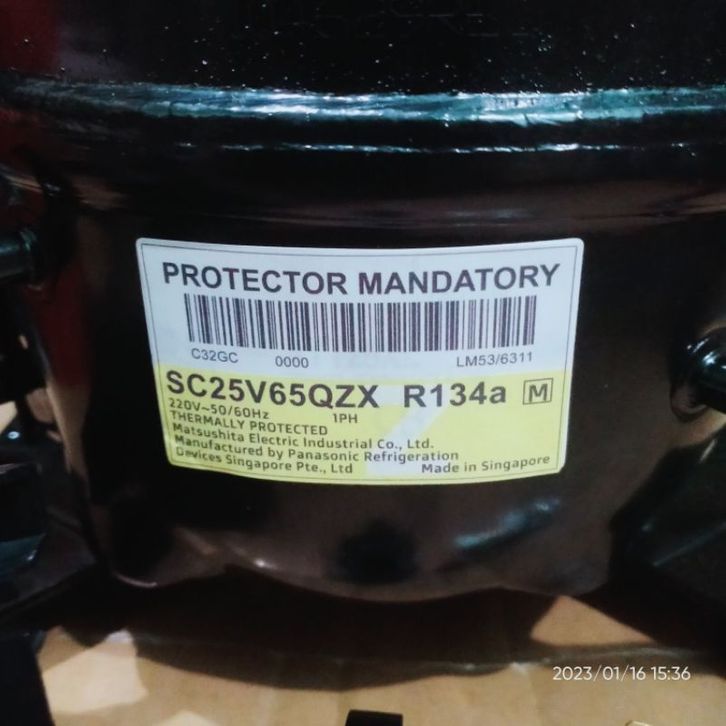 PROTECTOR MANDATORY
C32GC 0000 LM53/6311
SC25V65QZX R134a M
220V~50/60Hz 1PH
THERMALLY PROTECTED
Matsushita Electric Industrial Co., Ltd.
Manufactured by Panasonic Refrigeration
Devices Singapore Pte., Ltd Made in Singapore
2023/01/16 15:36